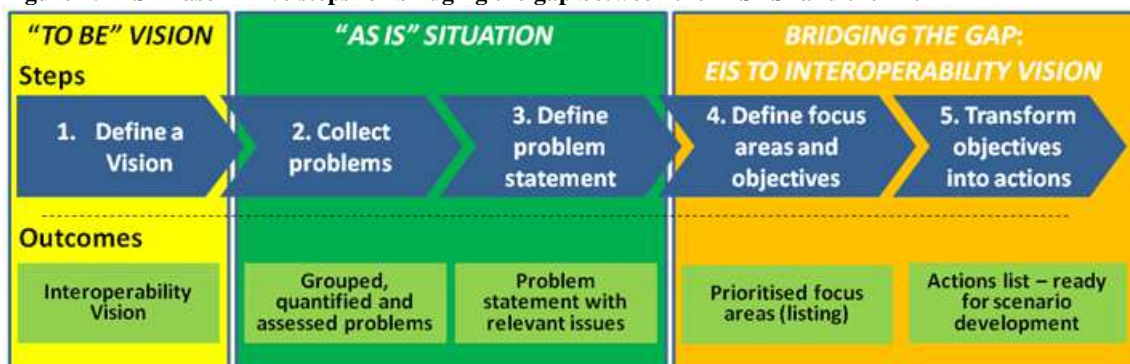 "TO BE" VISION
"AS IS" SITUATION
BRIDGING THE GAP:
EIS TO INTEROPERABILITY VISION
Steps
1. Define a
Vision
2. Collect
problems
3. Define
problem
statement
4. Define focus
areas and
objectives
5. Transform
objectives
into actions
Outcomes
Interoperability
Vision
Grouped,
quantified and
assessed problems
Problem
statement with
relevant issues
Prioritised focus
areas (listing)
Actions list – ready
for scenario
development